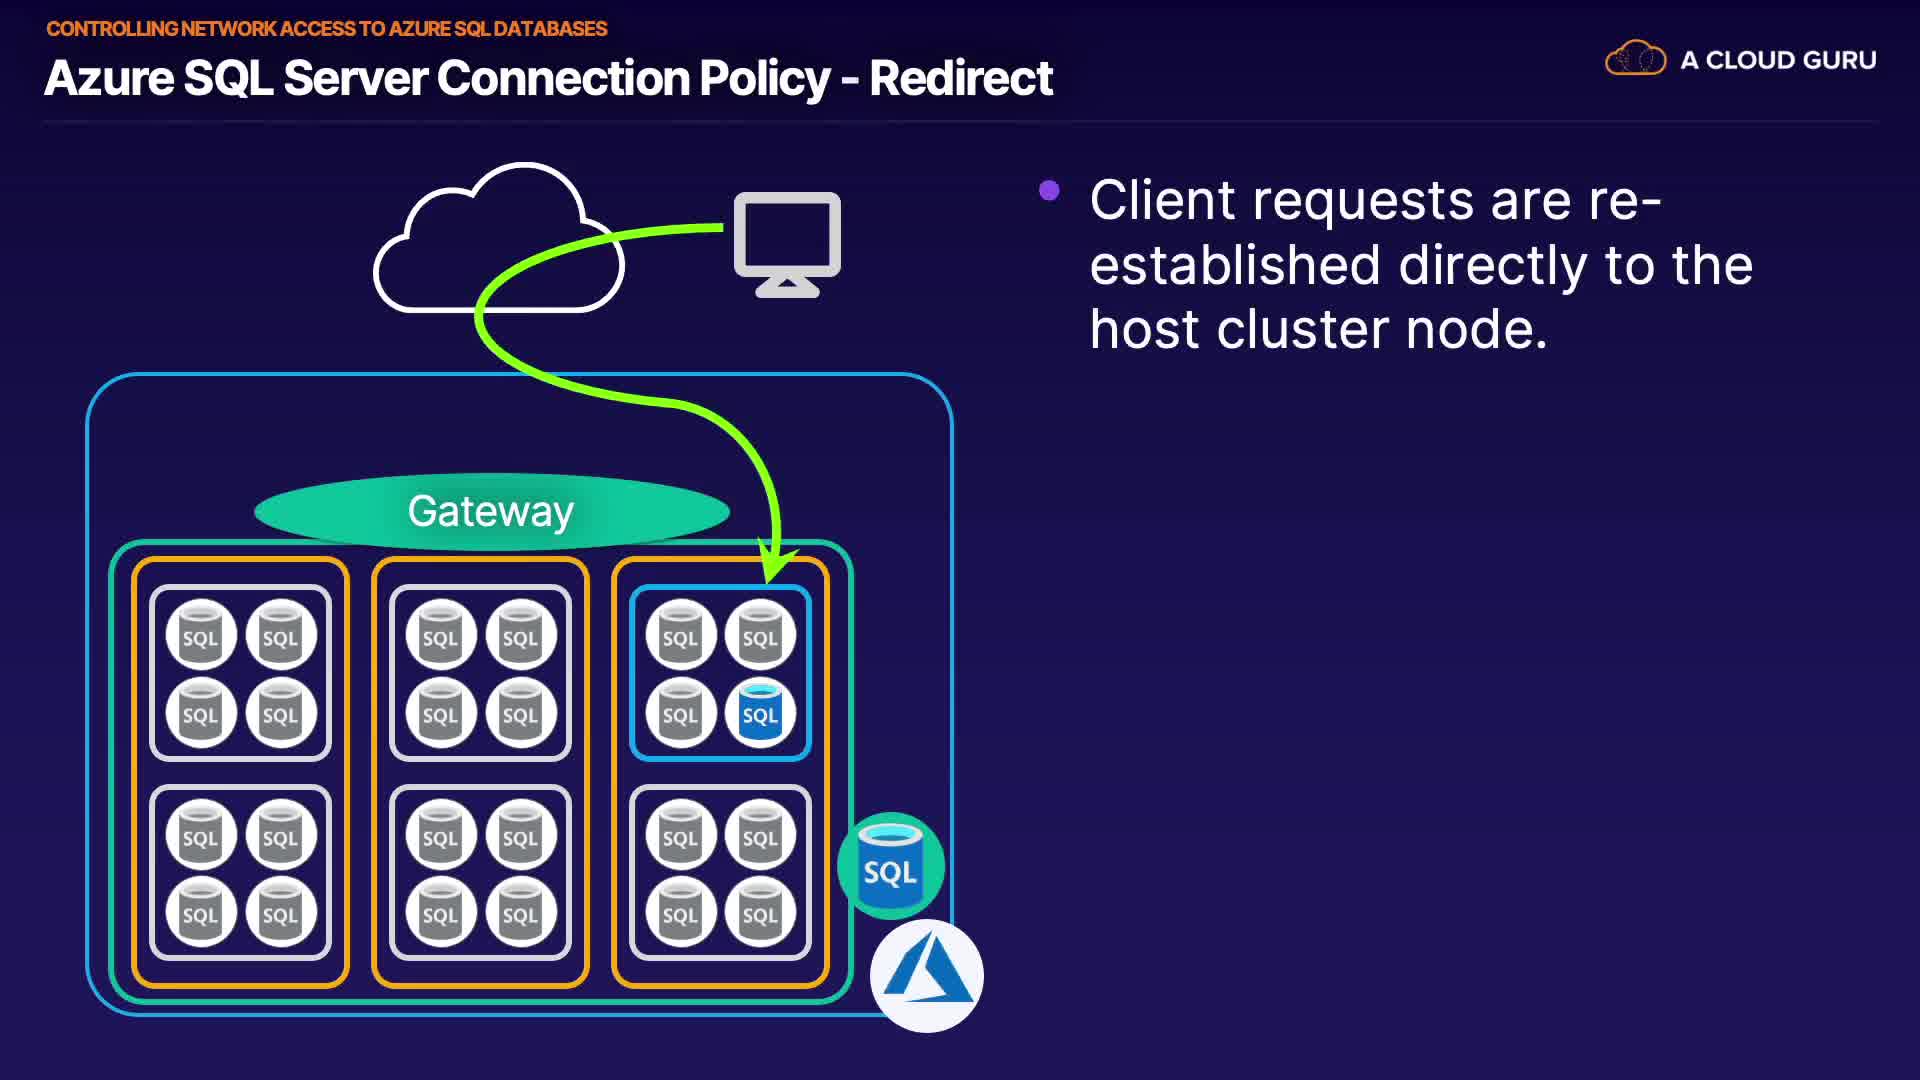 CONTROLLING NETWORK ACCESS TO AZURE SQL DATABASES
Azure SQL Server Connection Policy - Redirect
A CLOUD GURU
Client requests are re-
established directly to the
host cluster node.
Gateway
SQL SQL SQL SQL SQL SQL
SQL SQL SQL SQL SQL SQL
SQL SQL SQL SQL SQL SQL
SQL
SQL SQL SQL SQL SQL SQL